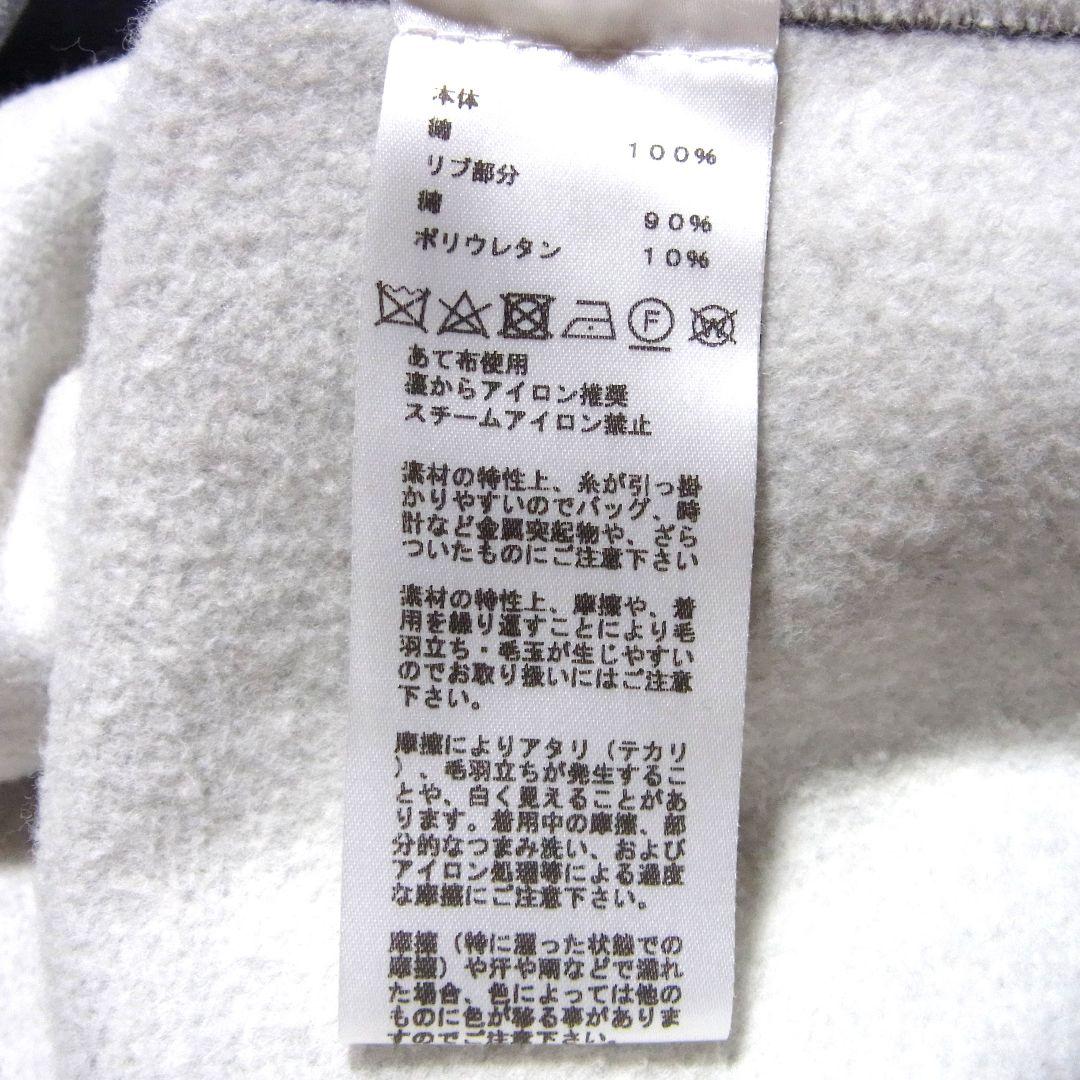 本体
綿
100%
リブ部分
綿 90%
ポリウレタン 10%
F W
あて布使用
裏からアイロン推奨
スチームアイロン禁止
素材の特性上、糸が引っ掛
かりやすいのでバッグ、時
計など金属突起物や、ざら
ついたものにご注意下さい
素材の特性上、摩擦や、着
用を繰り返すことにより毛
羽立ち・毛玉が生じやすい
のでお取り扱いにはご注意
下さい。
摩擦によりアタリ（テカリ
）、毛羽立ちが発生するこ
とや、白く見えることがあ
ります。着用中の摩擦、部
分的なつまみ洗い、および
アイロン処理等による過度
な摩擦にご注意下さい。
摩擦（特に湿った状態での
摩擦）や汗や雨などで濡れ
た場合、色によっては他の
ものに色が移る事がありま
すのでご注意下さい。